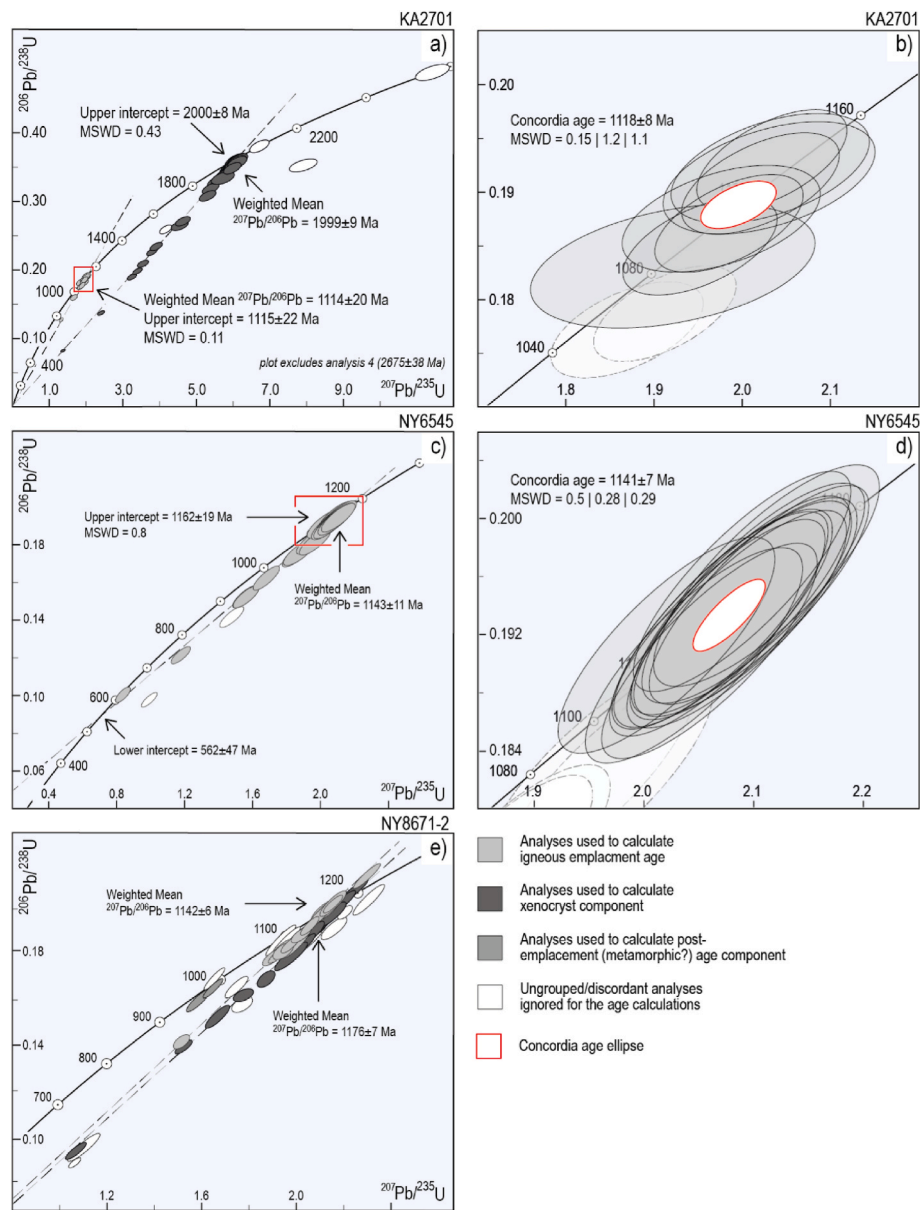 KA2701
a)
206Pb/238U
0.40
0.30
0.20
0.10
Upper intercept = 2000±8 Ma
MSWD = 0.43
2200
1800
Weighted Mean
207Pb/206Pb = 1999±9 Ma
1400
1000
Weighted Mean 207Pb/206Pb = 1114±20 Ma
Upper intercept = 1115±22 Ma
MSWD = 0.11
400
plot excludes analysis 4 (2675±38 Ma)
1.0 3.0 5.0 7.0 9.0 207Pb/235U
KA2701
b)
0.20
0.19
0.18
1160
Concordia age = 1118±8 Ma
MSWD = 0.15 | 1.2 | 1.1
1080
1040
1.8 1.9 2.0 2.1
NY6545
c)
206Pb/238U
0.18
0.14
0.10
0.06
1200
Upper intercept = 1162±19 Ma
MSWD = 0.8
1000
Weighted Mean
207Pb/206Pb = 1143±11 Ma
800
600
Lower intercept = 562±47 Ma
400
0.4 0.8 1.2 1.6 2.0 207Pb/235U
NY6545
d)
Concordia age = 1141±7 Ma
MSWD = 0.5 | 0.28 | 0.29
0.200
0.192
0.184
1100
1080
1.9 2.0 2.1 2.2
NY8671-2
e)
206Pb/238U
0.18
0.14
0.10
1200
Weighted Mean
207Pb/206Pb = 1142±6 Ma
1100
1000
900
Weighted Mean
207Pb/206Pb = 1176±7 Ma
800
700
1.2 1.6 2.0 207Pb/235U
Analyses used to calculate
igneous emplacment age
Analyses used to calculate
xenocryst component
Analyses used to calculate post-
emplacement (metamorphic?) age component
Ungrouped/discordant analyses
ignored for the age calculations
Concordia age ellipse